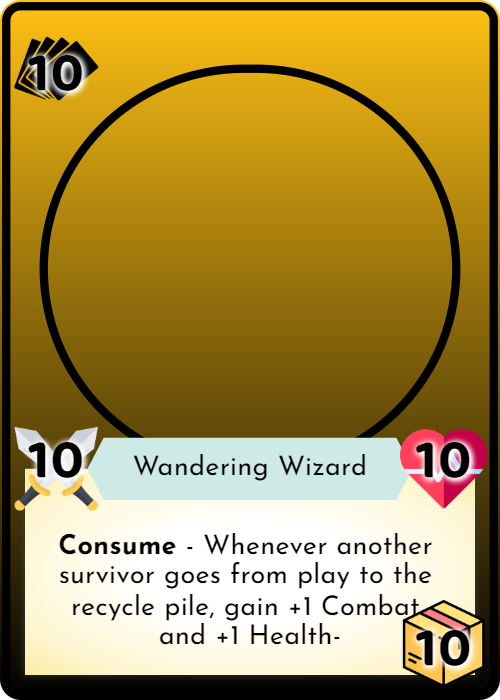 10
10
Wandering Wizard
10
Consume - Whenever another
survivor goes from play to the
recycle pile, gain +1 Combat
and +1 Health-
10